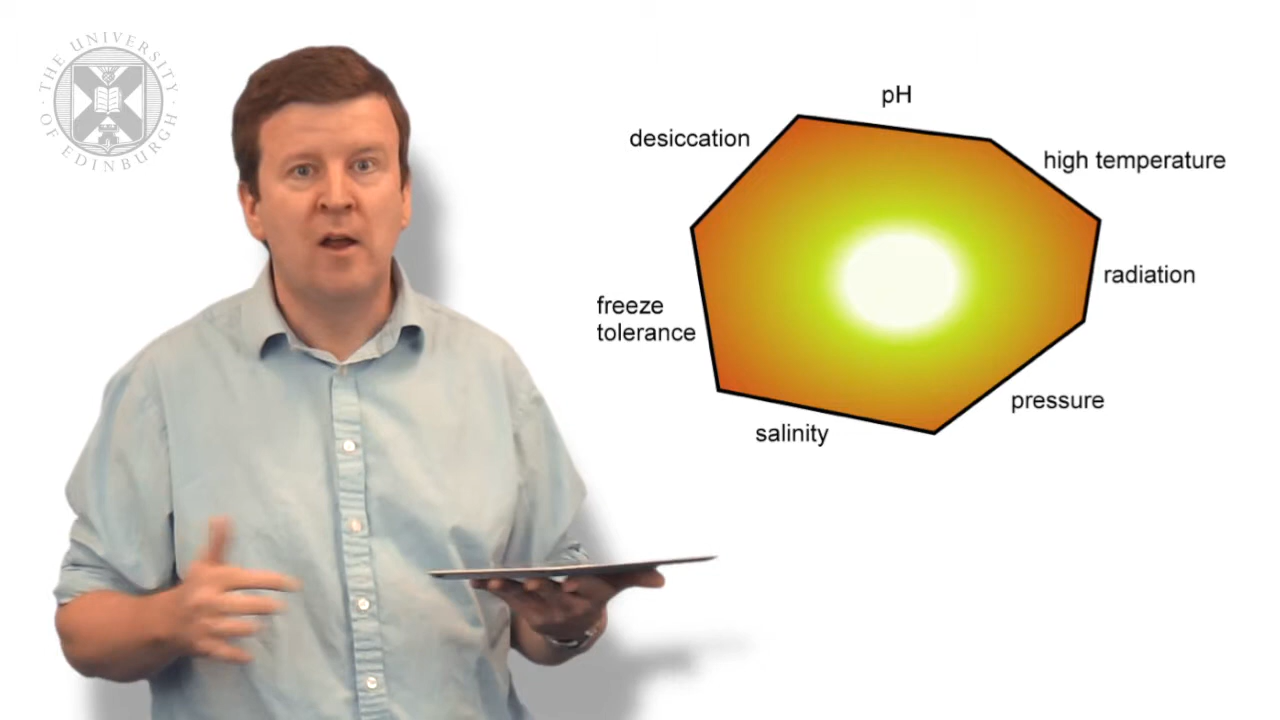 THE UNIVERSITY
OF EDINBURGH
pH
desiccation
high temperature
radiation
freeze
tolerance
pressure
salinity